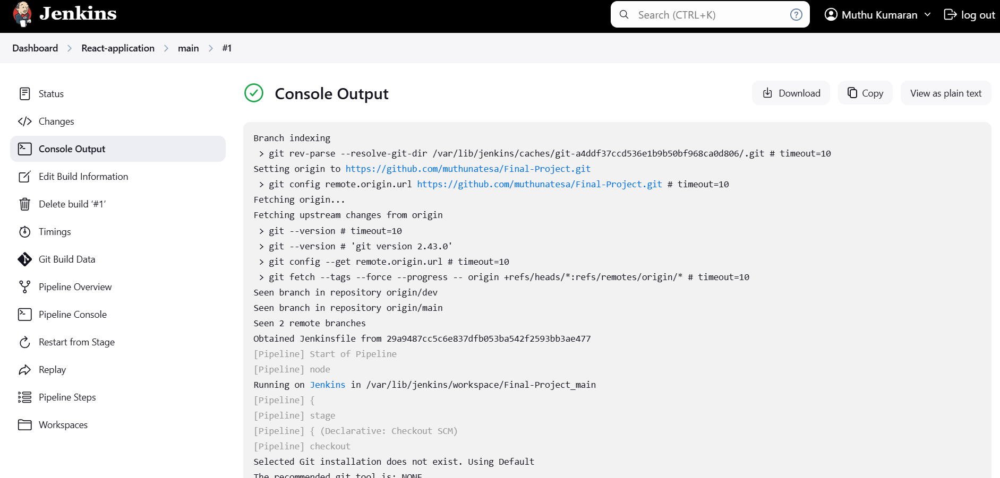 Jenkins
Search (CTRL+K)
Muthu Kumaran
log out
Dashboard > React-application > main > #1
Status
Changes
Console Output
Edit Build Information
Delete build ‘#1’
Timings
Git Build Data
Pipeline Overview
Pipeline Console
Restart from Stage
Replay
Pipeline Steps
Workspaces
Console Output
Download
Copy
View as plain text
Branch indexing
 > git rev-parse --resolve-git-dir /var/lib/jenkins/caches/git-a4ddf37ccd536e1b9b50bf968ca0d806/.git # timeout=10
Setting origin to https://github.com/muthunatesa/Final-Project.git
 > git config remote.origin.url https://github.com/muthunatesa/Final-Project.git # timeout=10
Fetching origin...
Fetching upstream changes from origin
 > git --version # timeout=10
 > git --version # 'git version 2.43.0'
 > git config --get remote.origin.url # timeout=10
 > git fetch --tags --force --progress -- origin +refs/heads/*:refs/remotes/origin/* # timeout=10
Seen branch in repository origin/dev
Seen branch in repository origin/main
Seen 2 remote branches
Obtained Jenkinsfile from 29a9487cc5c6e837dfb053ba542f2593bb3ae477
[Pipeline] Start of Pipeline
[Pipeline] node
Running on Jenkins in /var/lib/jenkins/workspace/Final-Project_main
[Pipeline] {
[Pipeline] stage
[Pipeline] { (Declarative: Checkout SCM)
[Pipeline] checkout
Selected Git installation does not exist. Using Default
The recommended git tool is: NONE